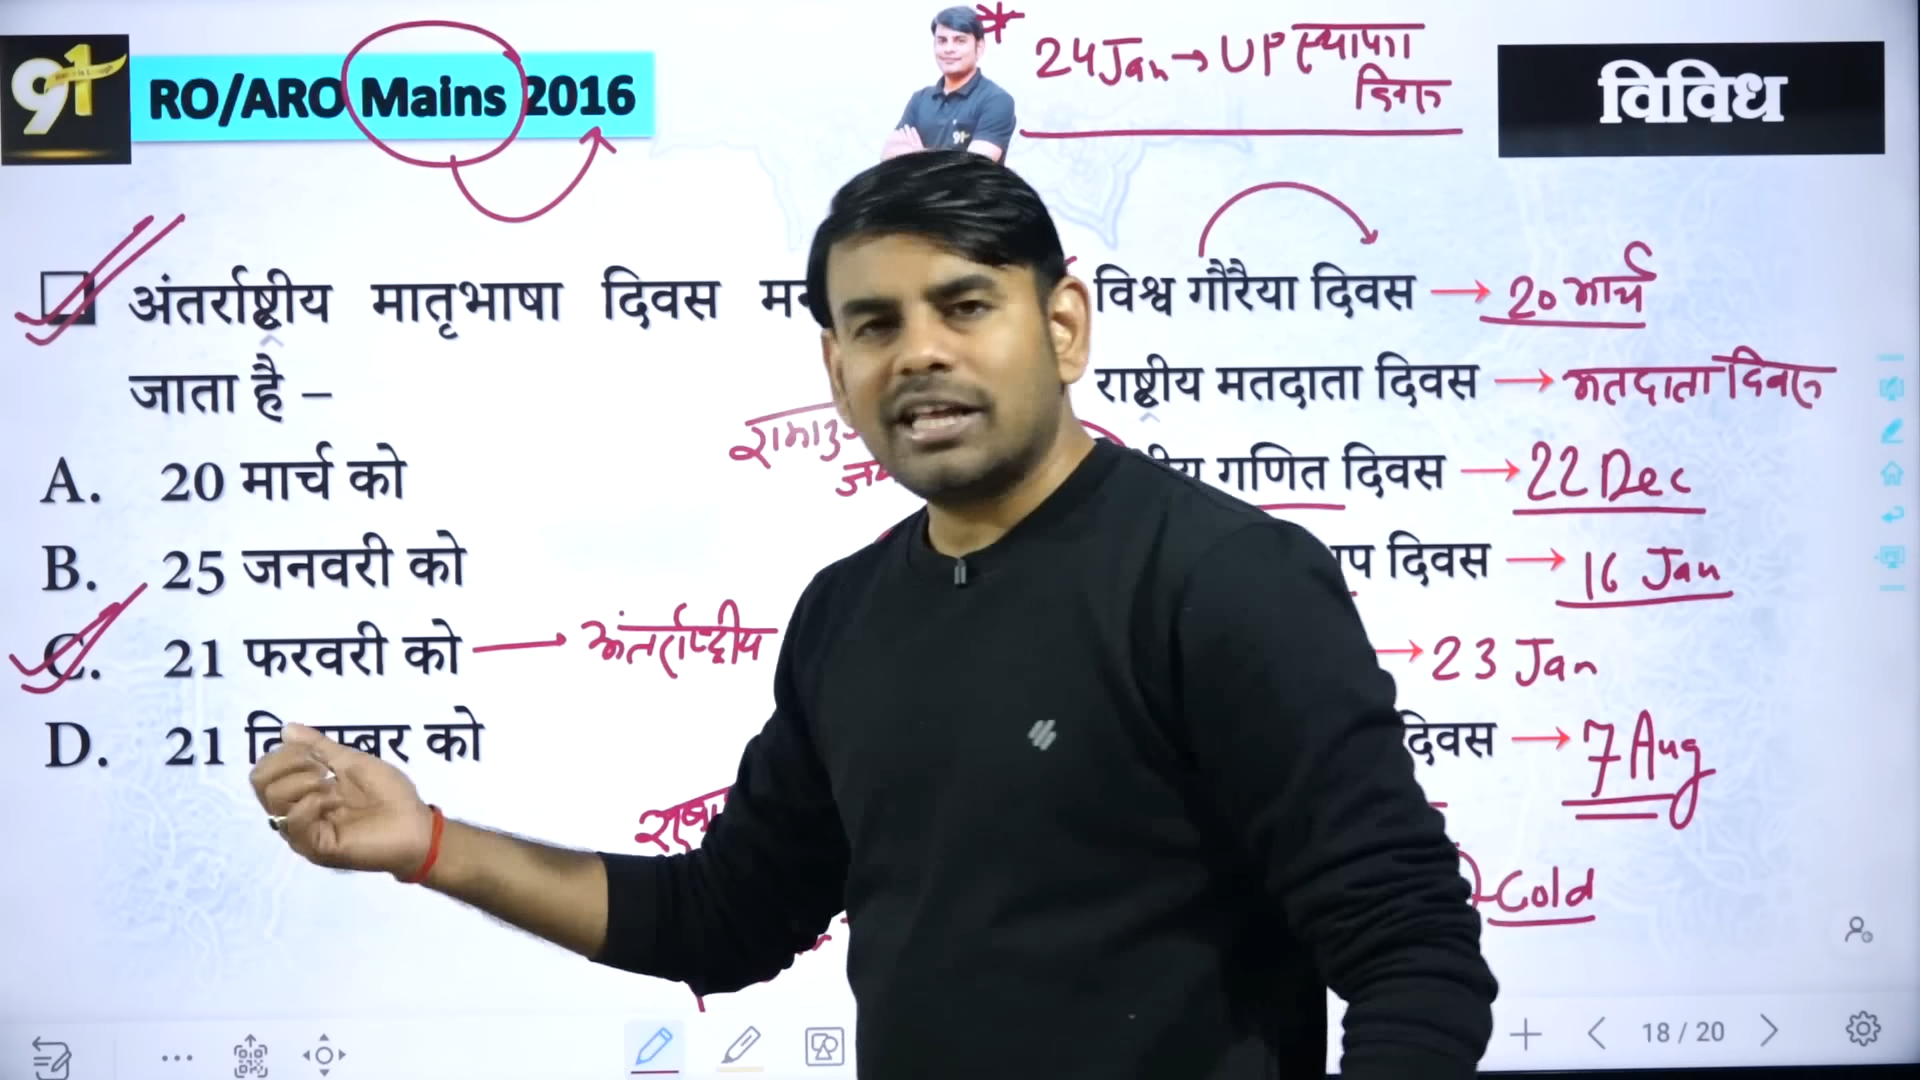 91
RO/ARO Mains 2016
24 Jan → UP स्थापना
दिवस
विविध
अंतर्राष्ट्रीय मातृभाषा दिवस
जाता है –
A. 20 मार्च को
B. 25 जनवरी को
C. 21 फरवरी को → अंतर्राष्ट्रीय
D. 21 को
विश्व गौरैया दिवस → 20 मार्च
राष्ट्रीय मतदाता दिवस → मतदाता दिवस
गणित दिवस → 22 Dec
दिवस → 16 Jan
→ 23 Jan
दिवस → 7 Aug
Cold
18 / 20